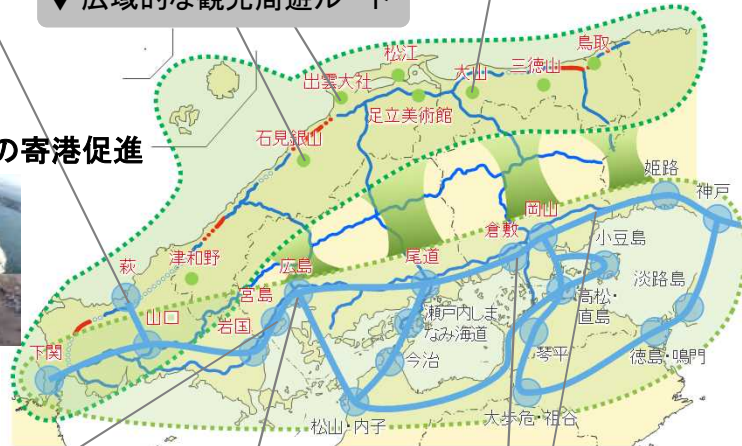 ▼ 広域的な観光周遊ルート
の寄港促進
鳥取
松江
三徳山
大山
出雲大社
足立美術館
石見銀山
姫路
神戸
岡山
倉敷
小豆島
尾道
広島
津和野
萩
淡路島
高松・
直島
宮島
瀬戸内しま
なみ海道
山口
岩国
下関
今治
琴平
徳島・鳴門
松山・内子
大歩危・祖谷